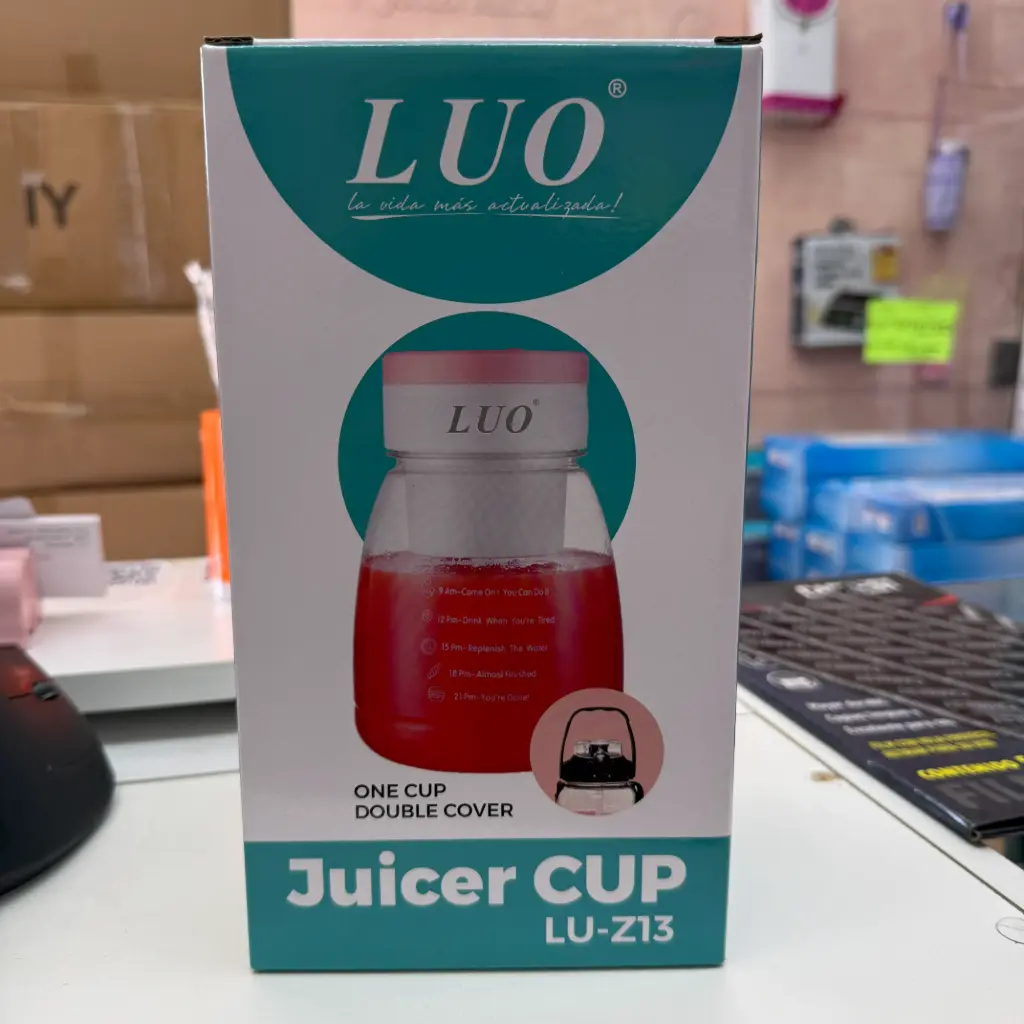 LUO®
la vida más actualizada!
IY
LUO®
9 Am-Come On! You Can Do It
12 Pm-Drink When You're Tired
15 Pm-Replenish The Water
18 Pm-Almost Finished
21 Pm-You're Done!
ONE CUP
DOUBLE COVER
Juicer CUP
LU-Z13
CONTENIDO